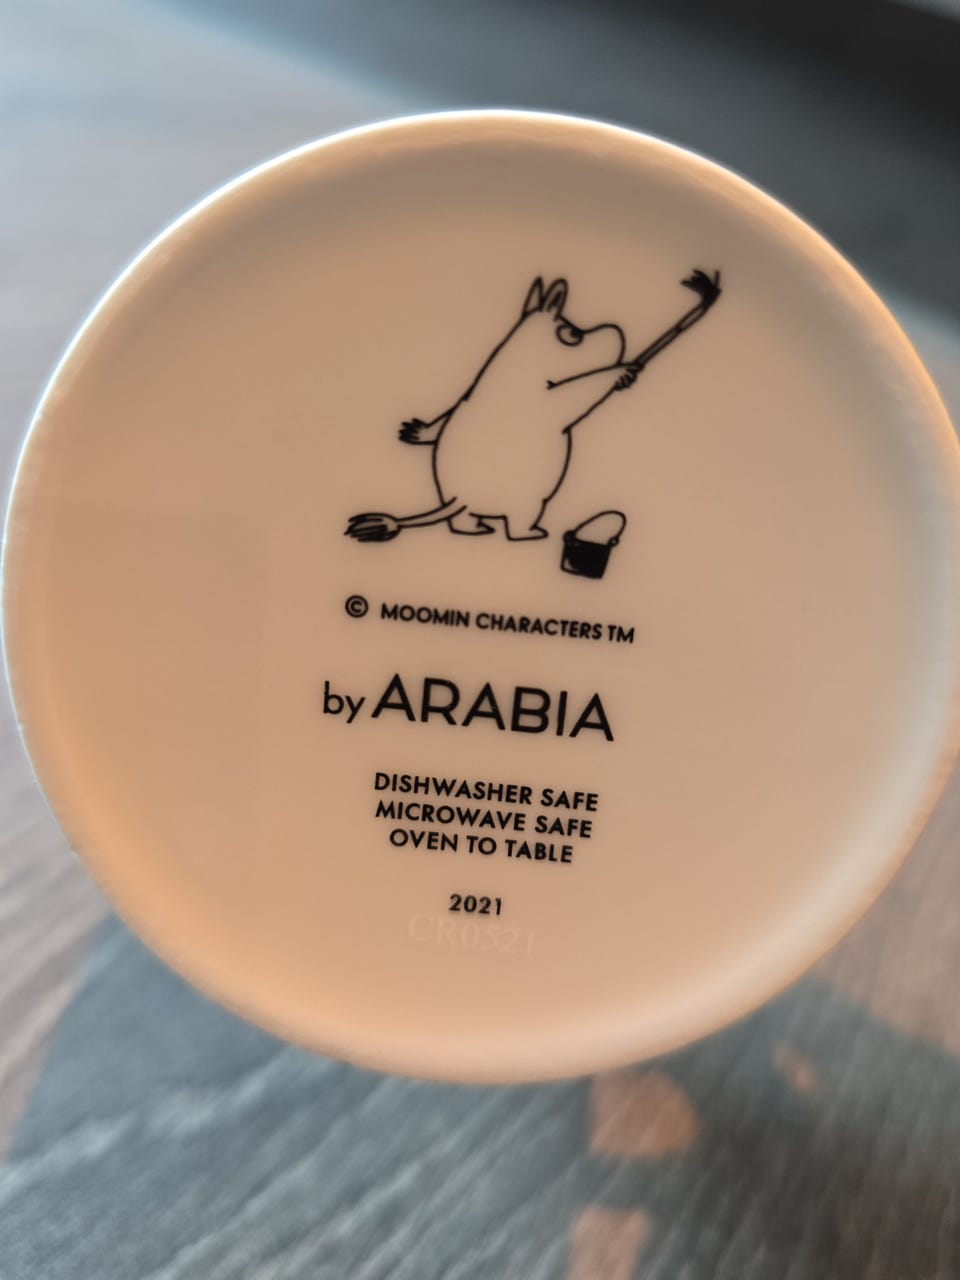 © MOOMIN CHARACTERS TM
by ARABIA
DISHWASHER SAFE
MICROWAVE SAFE
OVEN TO TABLE
2021
CR0521